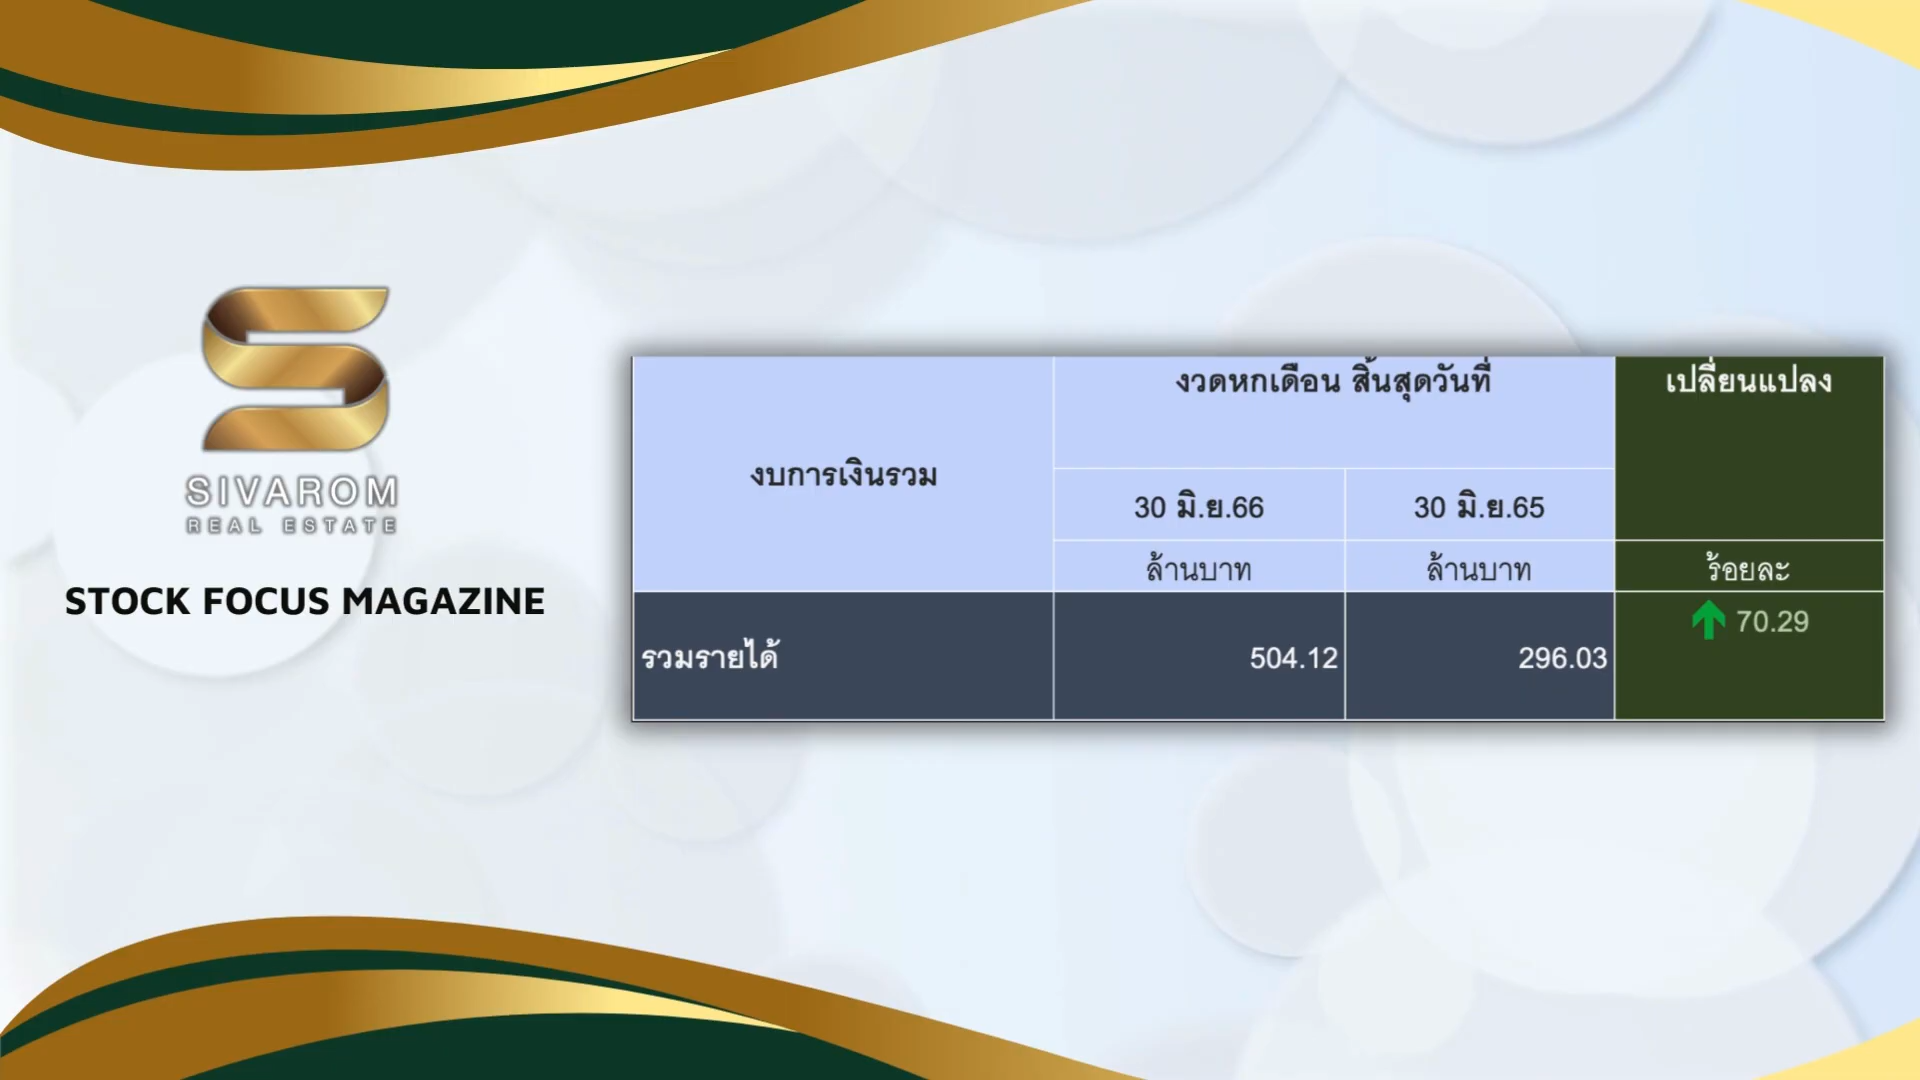 SIVAROM
REAL ESTATE
STOCK FOCUS MAGAZINE
งบการเงินรวม
งวดหกเดือน สิ้นสุดวันที่
เปลี่ยนแปลง
30 มิ.ย.66
30 มิ.ย.65
ล้านบาท
ล้านบาท
ร้อยละ
รวมรายได้
504.12
296.03
70.29